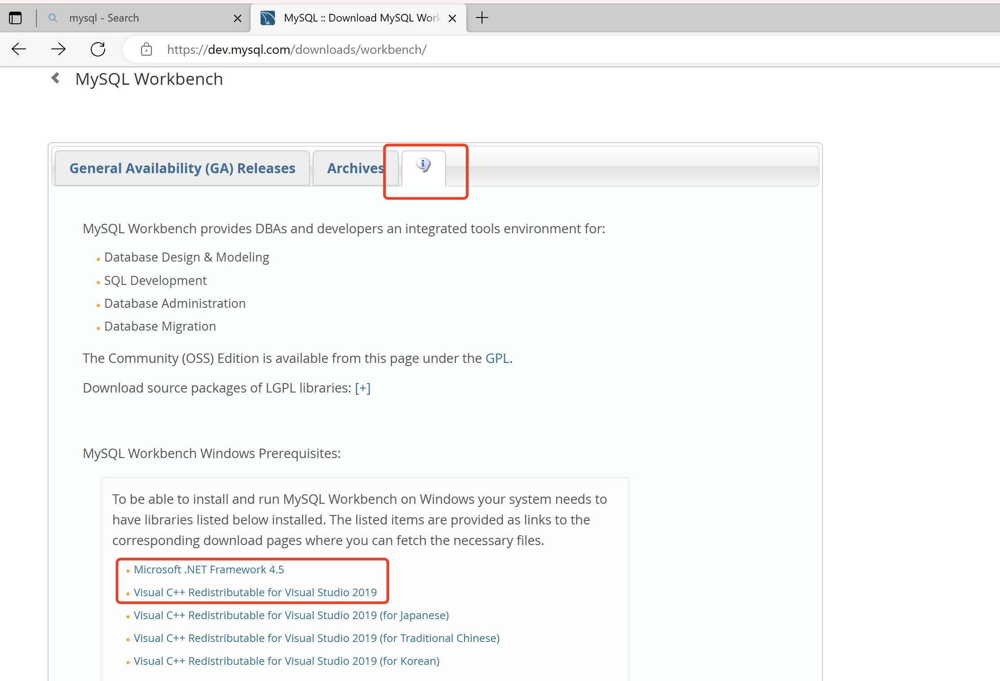 mysql - Search
MySQL :: Download MySQL Work
https://dev.mysql.com/downloads/workbench/
MySQL Workbench
General Availability (GA) Releases
Archives
i
MySQL Workbench provides DBAs and developers an integrated tools environment for:
Database Design & Modeling
SQL Development
Database Administration
Database Migration
The Community (OSS) Edition is available from this page under the GPL.
Download source packages of LGPL libraries: [+]
MySQL Workbench Windows Prerequisites:
To be able to install and run MySQL Workbench on Windows your system needs to
have libraries listed below installed. The listed items are provided as links to the
corresponding download pages where you can fetch the necessary files.
Microsoft .NET Framework 4.5
Visual C++ Redistributable for Visual Studio 2019
Visual C++ Redistributable for Visual Studio 2019 (for Japanese)
Visual C++ Redistributable for Visual Studio 2019 (for Traditional Chinese)
Visual C++ Redistributable for Visual Studio 2019 (for Korean)